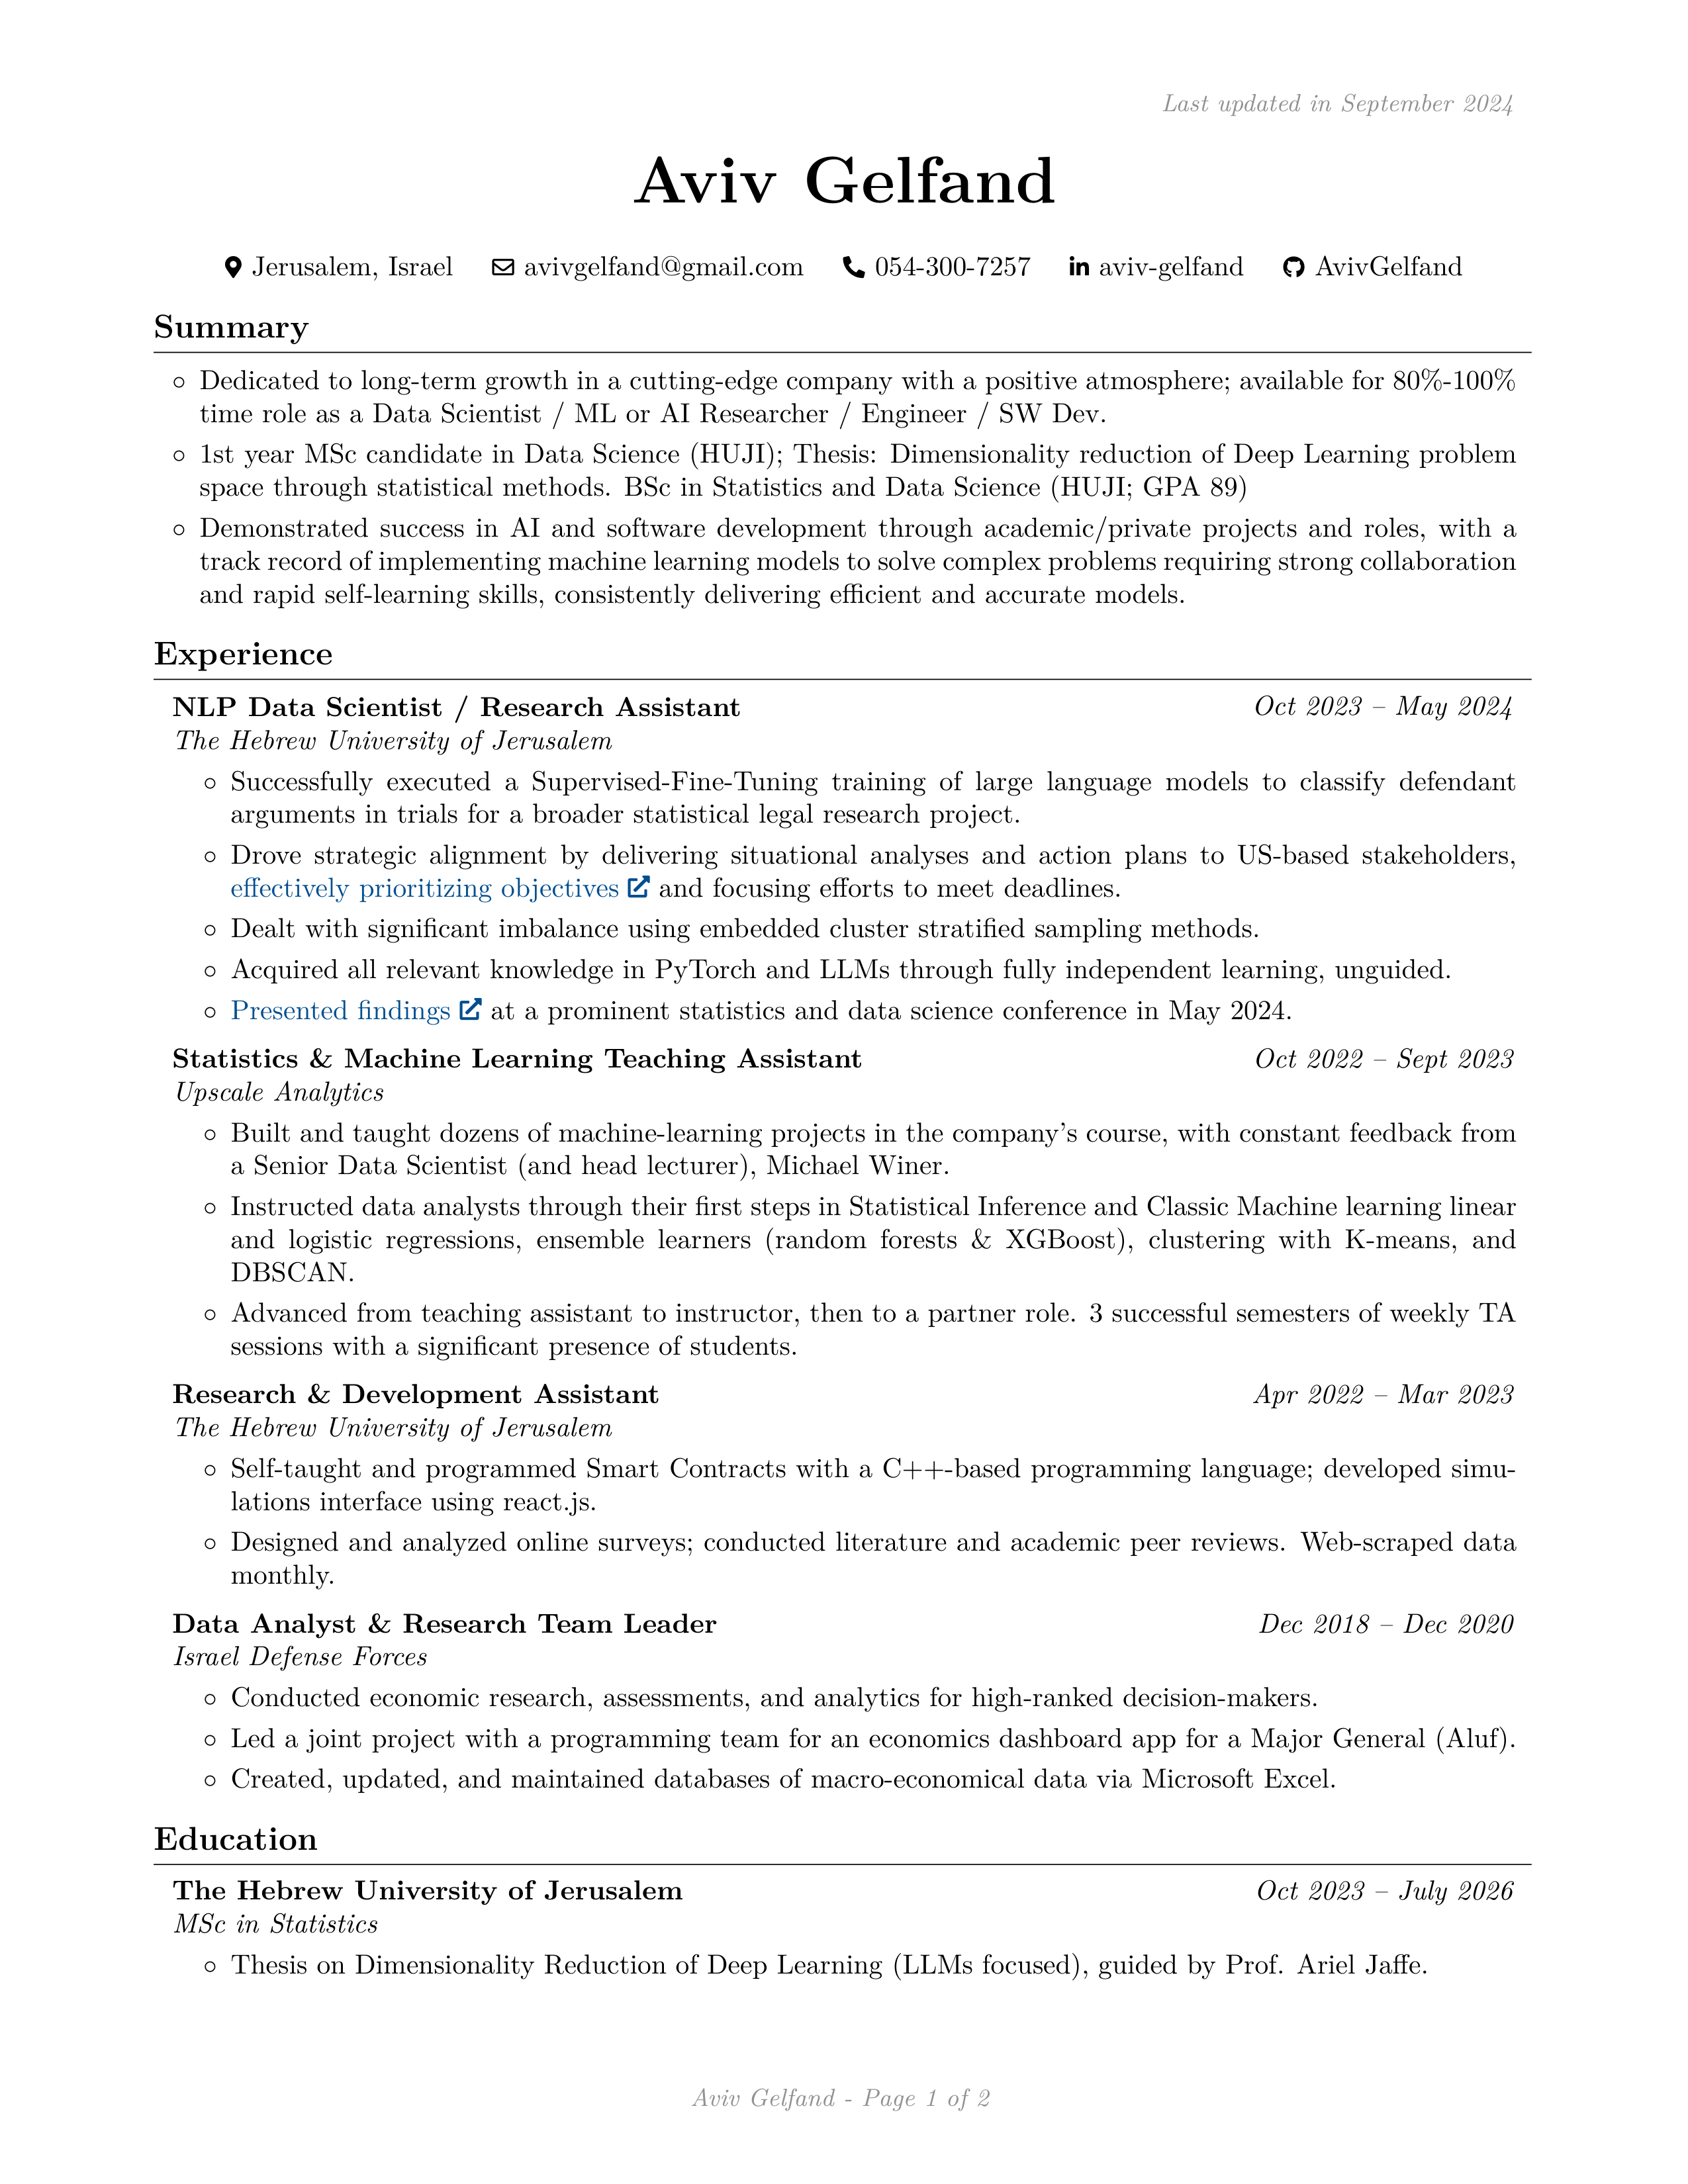 Last updated in September 2024
Aviv Gelfand
Jerusalem, Israel avivgelfand@gmail.com 054-300-7257 aviv-gelfand AvivGelfand
Summary
◦ Dedicated to long-term growth in a cutting-edge company with a positive atmosphere; available for 80%-100%
time role as a Data Scientist / ML or AI Researcher / Engineer / SW Dev.
◦ 1st year MSc candidate in Data Science (HUJI); Thesis: Dimensionality reduction of Deep Learning problem
space through statistical methods. BSc in Statistics and Data Science (HUJI; GPA 89)
◦ Demonstrated success in AI and software development through academic/private projects and roles, with a
track record of implementing machine learning models to solve complex problems requiring strong collaboration
and rapid self-learning skills, consistently delivering efficient and accurate models.
Experience
NLP Data Scientist / Research Assistant Oct 2023 – May 2024
The Hebrew University of Jerusalem
◦ Successfully executed a Supervised-Fine-Tuning training of large language models to classify defendant
arguments in trials for a broader statistical legal research project.
◦ Drove strategic alignment by delivering situational analyses and action plans to US-based stakeholders,
effectively prioritizing objectives and focusing efforts to meet deadlines.
◦ Dealt with significant imbalance using embedded cluster stratified sampling methods.
◦ Acquired all relevant knowledge in PyTorch and LLMs through fully independent learning, unguided.
◦ Presented findings at a prominent statistics and data science conference in May 2024.
Statistics & Machine Learning Teaching Assistant Oct 2022 – Sept 2023
Upscale Analytics
◦ Built and taught dozens of machine-learning projects in the company's course, with constant feedback from
a Senior Data Scientist (and head lecturer), Michael Winer.
◦ Instructed data analysts through their first steps in Statistical Inference and Classic Machine learning linear
and logistic regressions, ensemble learners (random forests & XGBoost), clustering with K-means, and
DBSCAN.
◦ Advanced from teaching assistant to instructor, then to a partner role. 3 successful semesters of weekly TA
sessions with a significant presence of students.
Research & Development Assistant Apr 2022 – Mar 2023
The Hebrew University of Jerusalem
◦ Self-taught and programmed Smart Contracts with a C++-based programming language; developed simu-
lations interface using react.js.
◦ Designed and analyzed online surveys; conducted literature and academic peer reviews. Web-scraped data
monthly.
Data Analyst & Research Team Leader Dec 2018 – Dec 2020
Israel Defense Forces
◦ Conducted economic research, assessments, and analytics for high-ranked decision-makers.
◦ Led a joint project with a programming team for an economics dashboard app for a Major General (Aluf).
◦ Created, updated, and maintained databases of macro-economical data via Microsoft Excel.
Education
The Hebrew University of Jerusalem Oct 2023 – July 2026
MSc in Statistics
◦ Thesis on Dimensionality Reduction of Deep Learning (LLMs focused), guided by Prof. Ariel Jaffe.
Aviv Gelfand - Page 1 of 2